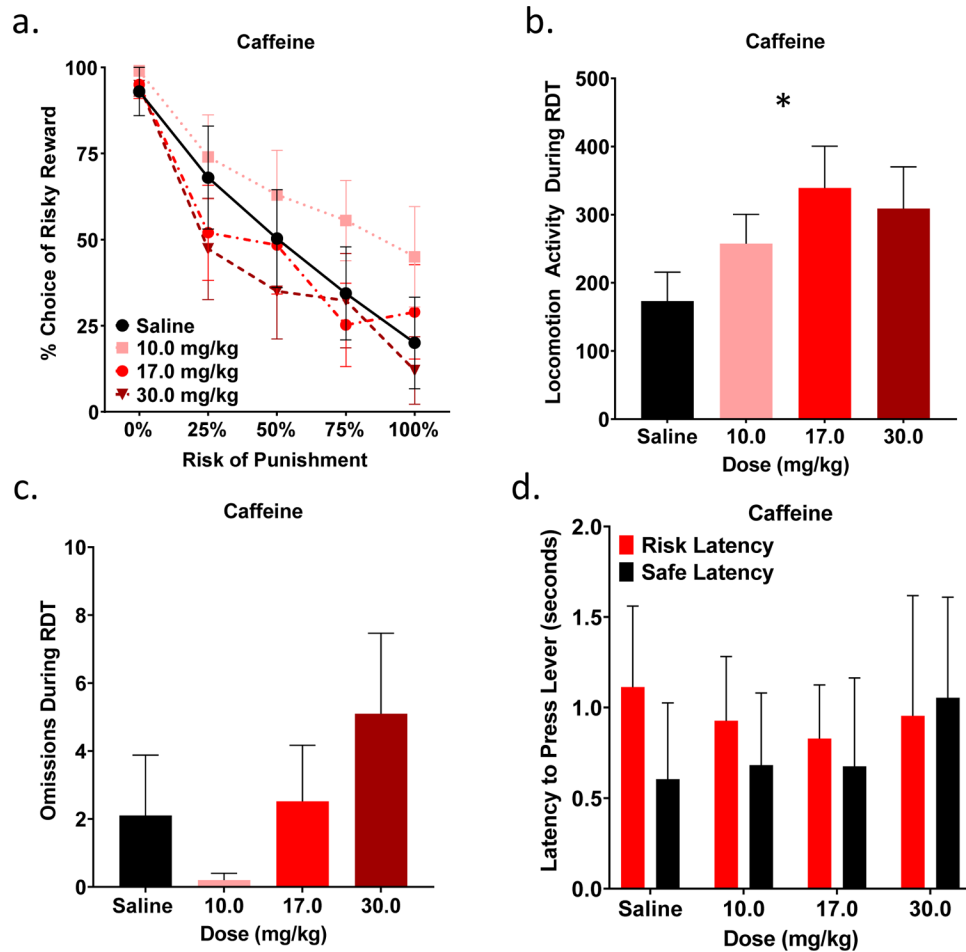 a.
Caffeine
% Choice of Risky Reward
100
75
50
25
0
Saline
10.0 mg/kg
17.0 mg/kg
30.0 mg/kg
0% 25% 50% 75% 100%
Risk of Punishment
b.
Caffeine
*
Locomotion Activity During RDT
500
400
300
200
100
0
Saline 10.0 17.0 30.0
Dose (mg/kg)
c.
Caffeine
Omissions During RDT
10
8
6
4
2
0
Saline 10.0 17.0 30.0
Dose (mg/kg)
d.
Caffeine
Latency to Press Lever (seconds)
2.0
1.5
1.0
0.5
0.0
Risk Latency
Safe Latency
Saline 10.0 17.0 30.0
Dose (mg/kg)